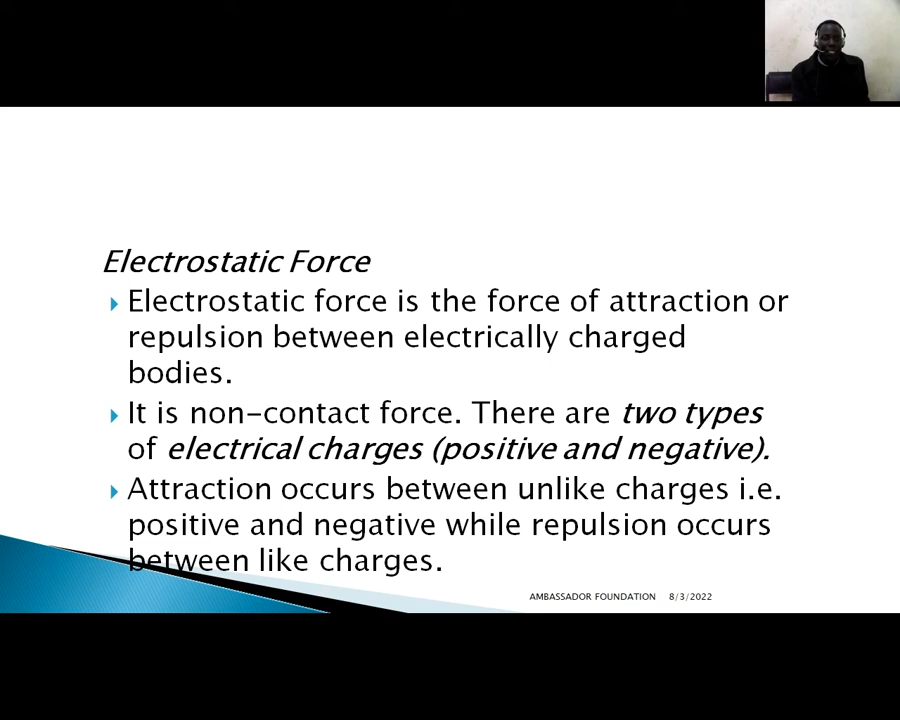 Electrostatic Force
Electrostatic force is the force of attraction or
repulsion between electrically charged
bodies.
It is non-contact force. There are two types
of electrical charges (positive and negative).
Attraction occurs between unlike charges i.e.
positive and negative while repulsion occurs
between like charges.
AMBASSADOR FOUNDATION 8/3/2022